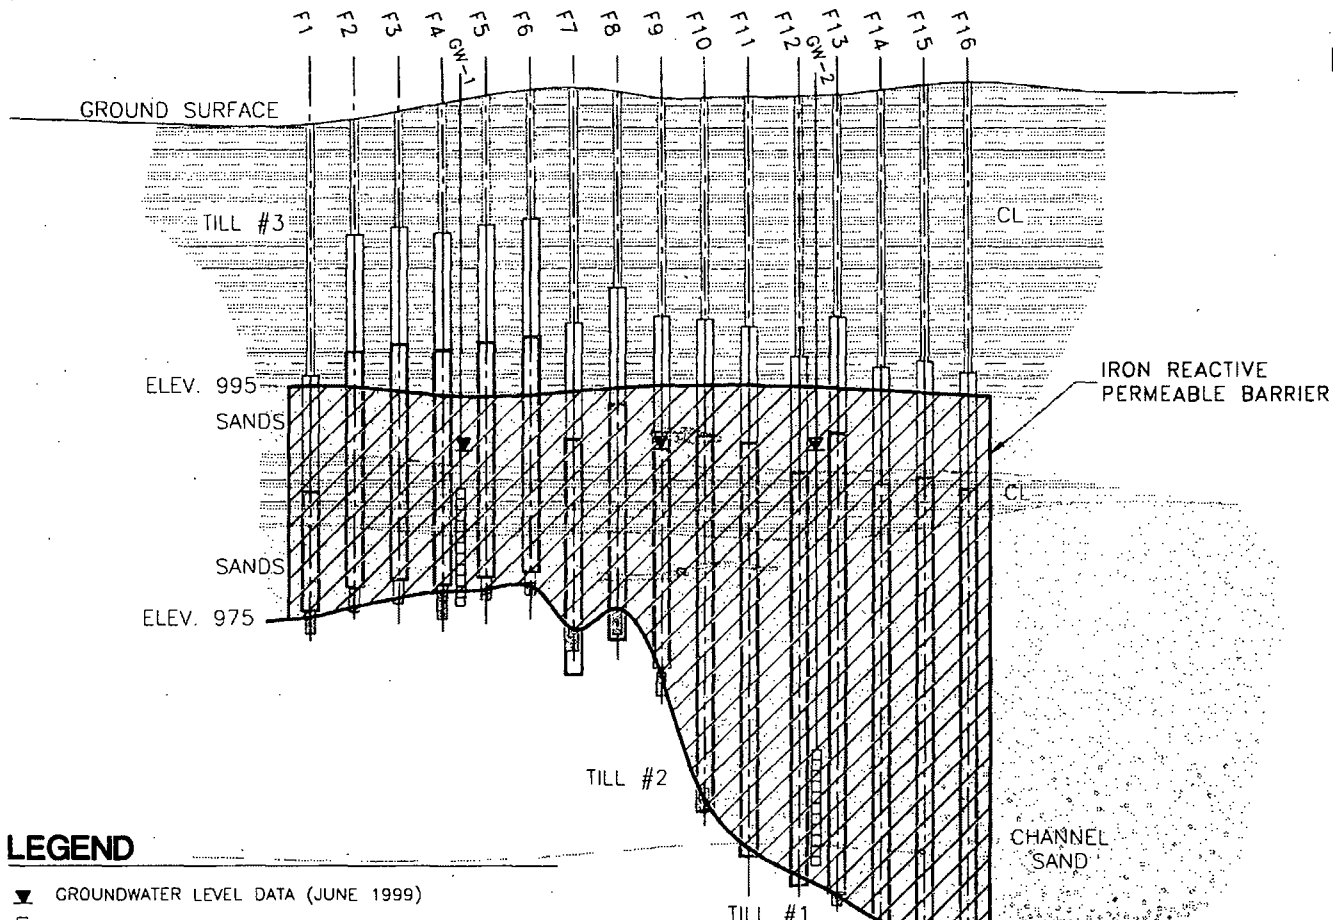 F1
F2
F3
F4
GW-1
F5
F6
F7
F8
F9
F10
F11
F12
GW-2
F13
F14
F15
F16
GROUND SURFACE
TILL #3
CL
ELEV. 995
IRON REACTIVE
PERMEABLE BARRIER
SANDS
CL
SANDS
ELEV. 975
TILL #2
CHANNEL
SAND
LEGEND
GROUNDWATER LEVEL DATA (JUNE 1999)
TILL #1